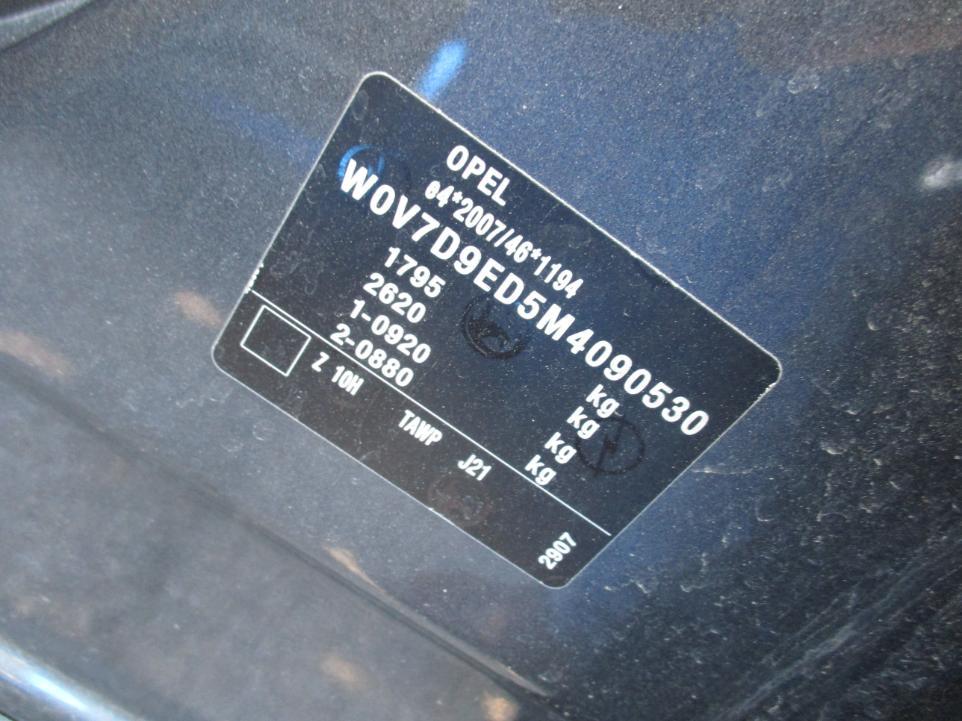 OPEL
e4*2007/46*1194
W0V7D9ED5M4090530
1795 kg
2620 kg
1-0920 kg
2-0880 kg
Z 10H TAWP J21 2907